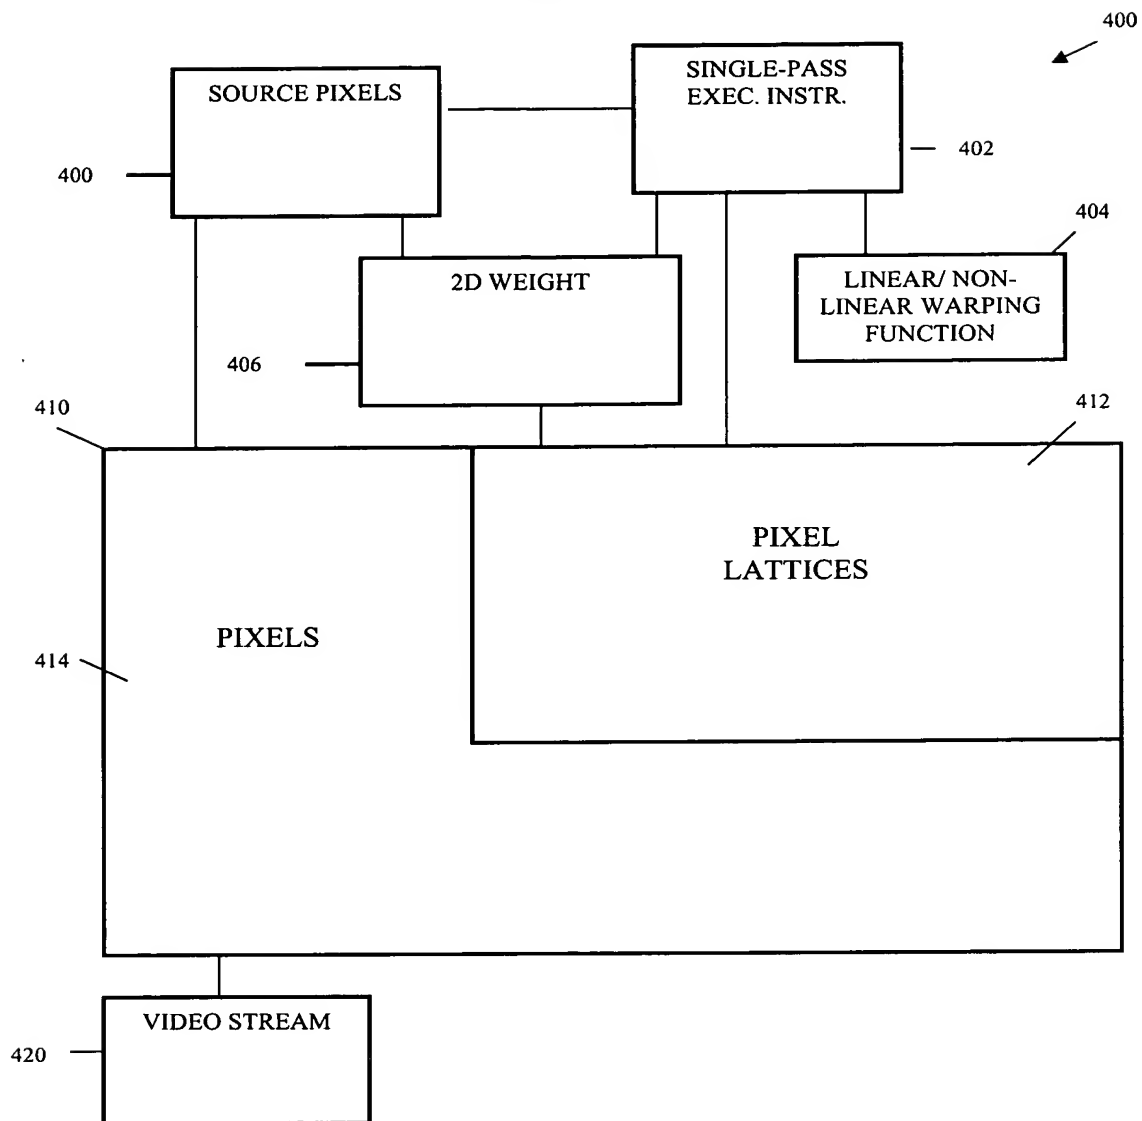 400
SOURCE PIXELS
SINGLE-PASS
EXEC. INSTR.
402
400
404
2D WEIGHT
LINEAR/ NON-
LINEAR WARPING
FUNCTION
406
410
412
PIXEL
LATTICES
PIXELS
414
VIDEO STREAM
420